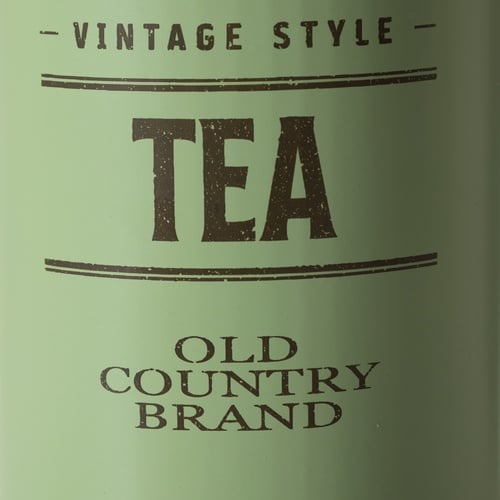 - VINTAGE STYLE -
TEA
OLD
COUNTRY
BRAND